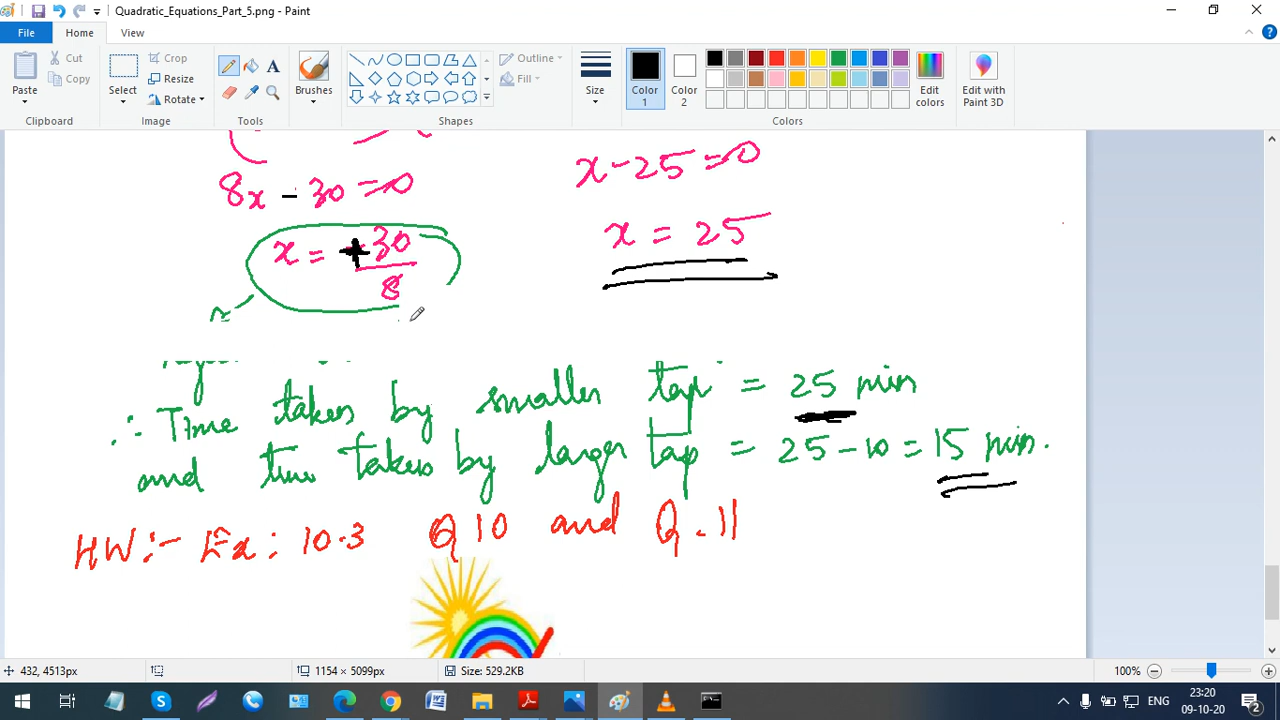 Quadratic_Equations_Part_5.png - Paint
File Home View
Paste Cut Copy Clipboard
Select Crop Resize Rotate Image
Tools
Brushes
Outline Fill Shapes
Size
Color 1
Color 2
Edit colors
Colors
Edit with Paint 3D
8x - 30 = 0
x = +30/8
x - 25 = 0
x = 25
∴ Time taken by smaller tap = 25 min
and time taken by larger tap = 25 - 10 = 15 min.
HW:- Ex: 10.3 Q 10 and Q. 11
432, 4513px
1154 × 5099px
Size: 529.2KB
100%
ENG
23:20
09-10-20
2